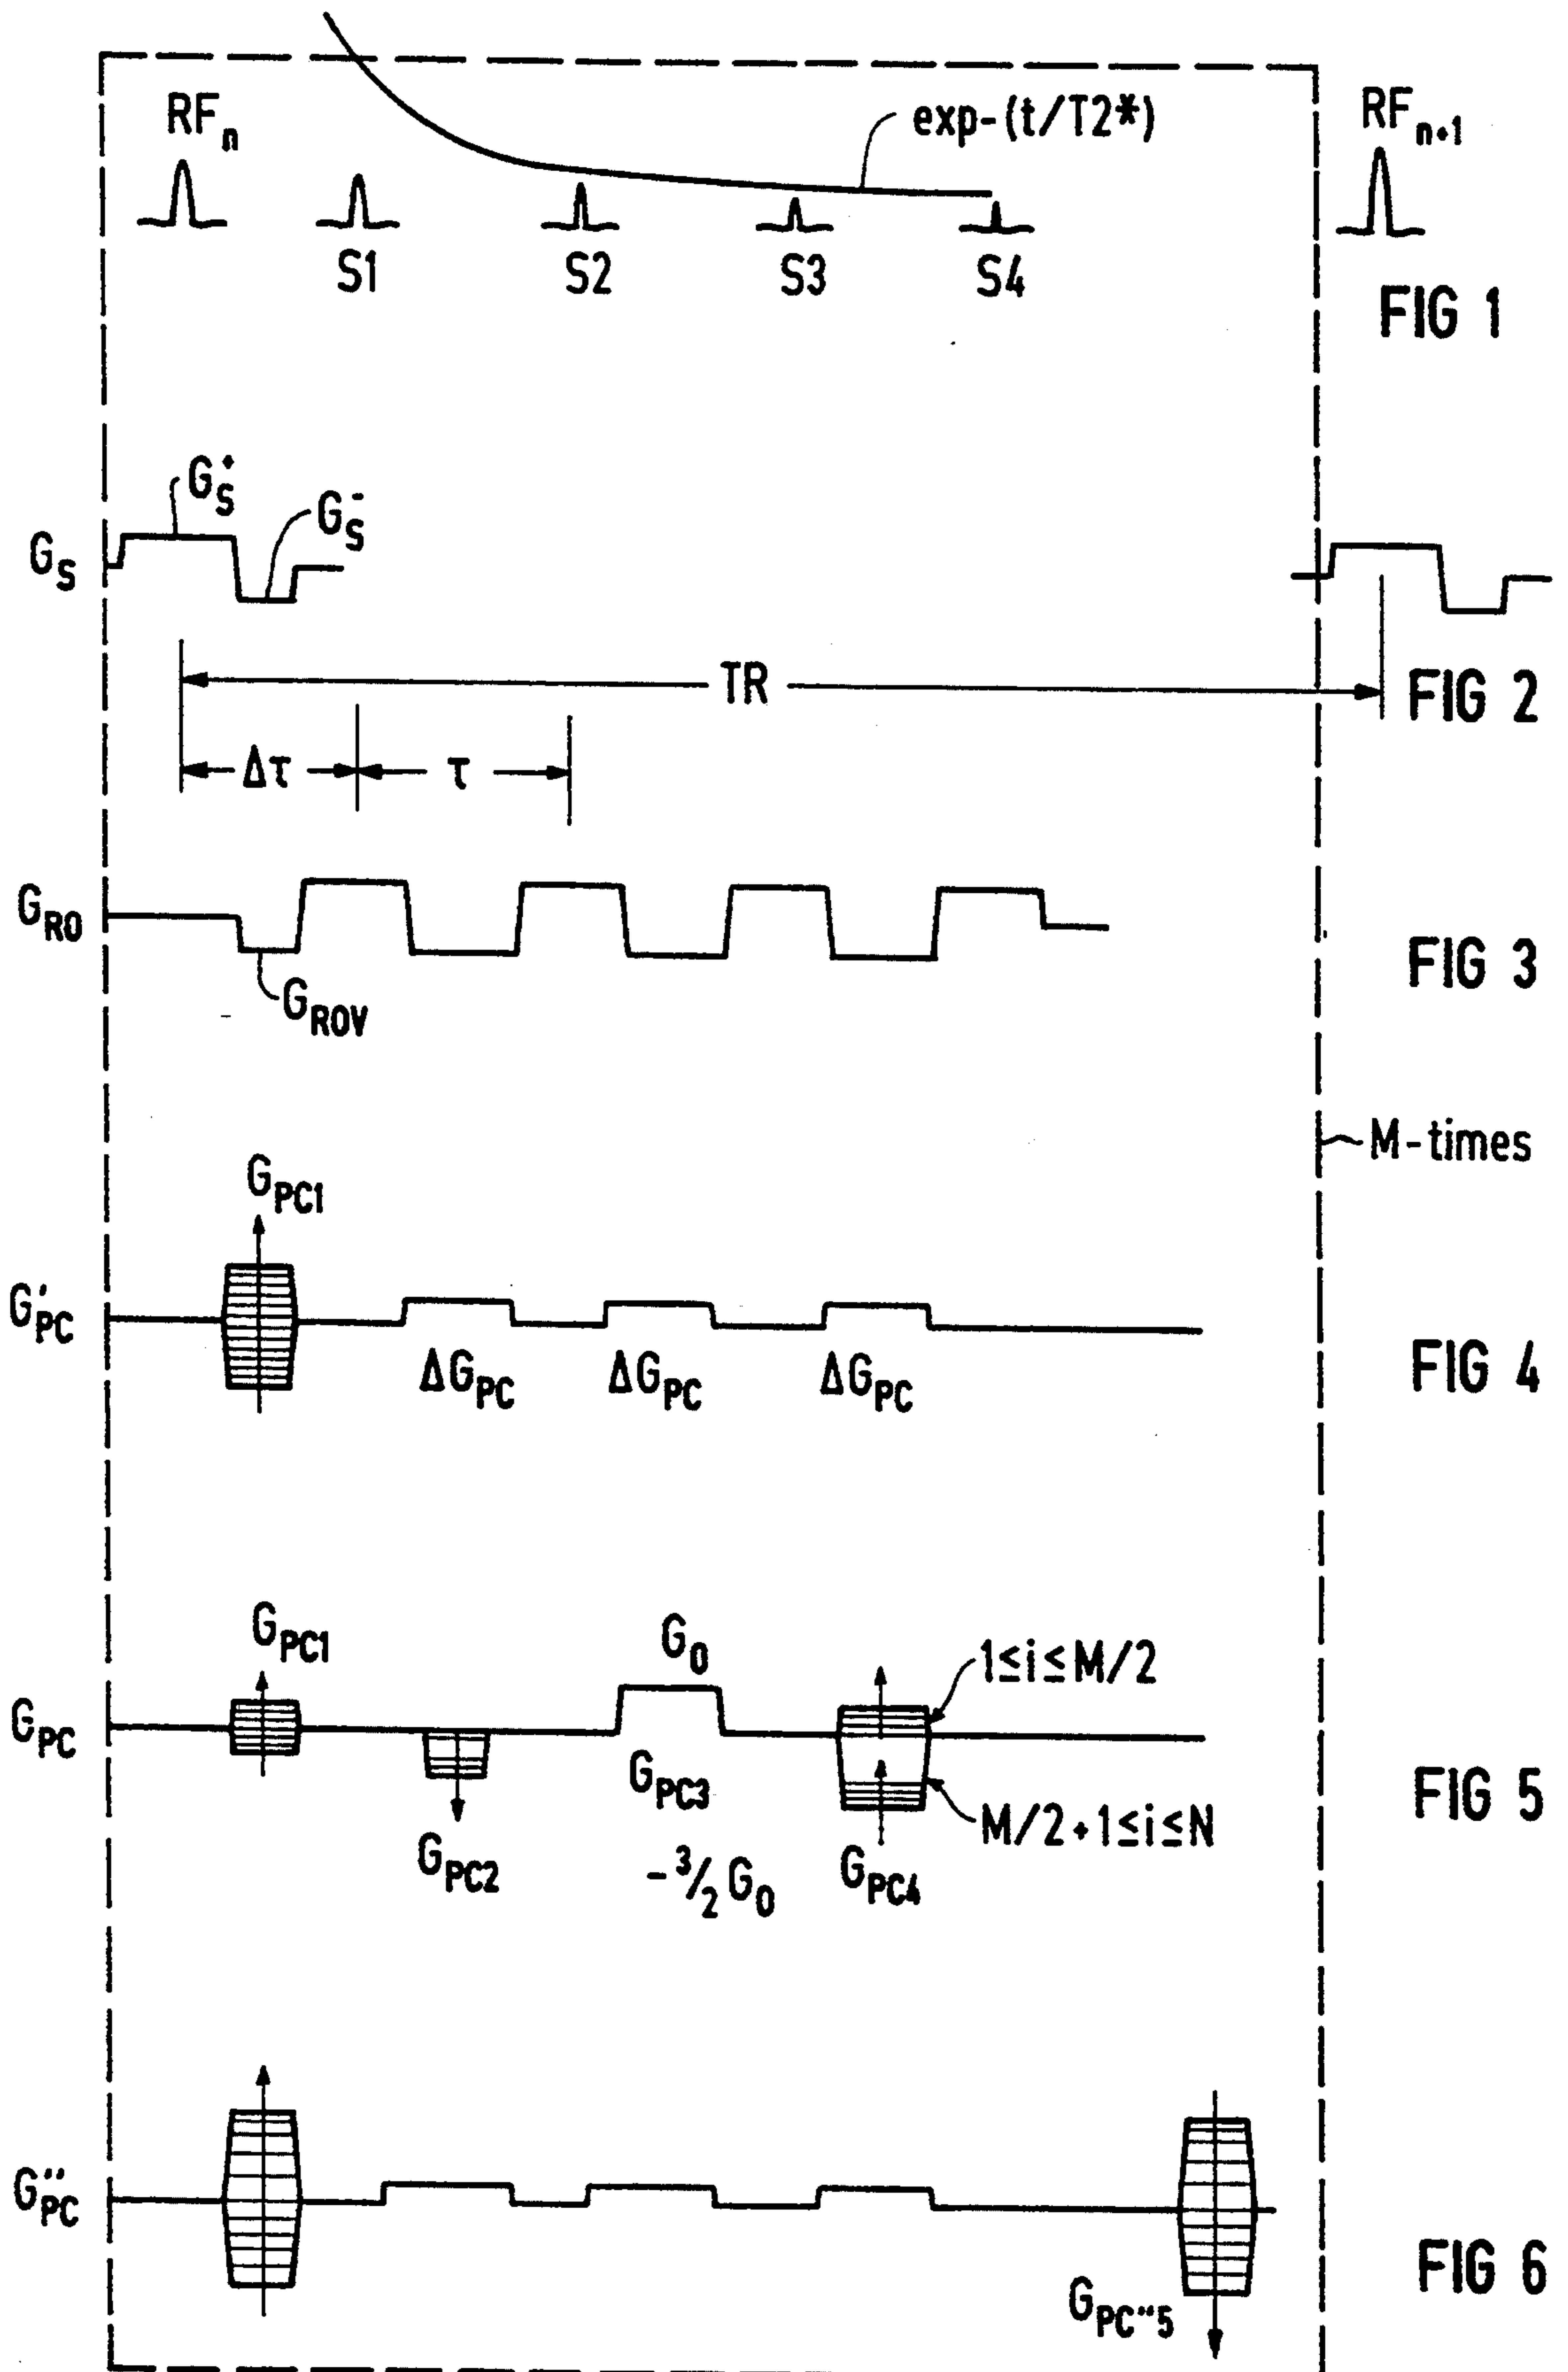 RFn
exp-(t/T2*)
RFn+1
S1 S2 S3 S4
FIG 1
GS+
GS-
GS
TR
FIG 2
Δτ τ
GRO
GROV
FIG 3
M-times
GPC1
G'PC
ΔGPC ΔGPC ΔGPC
FIG 4
GPC1
G0
1≤i≤M/2
GPC
GPC3
FIG 5
M/2+1≤i≤N
GPC2
-3/2 G0
GPC4
G''PC
FIG 6
GPC''5